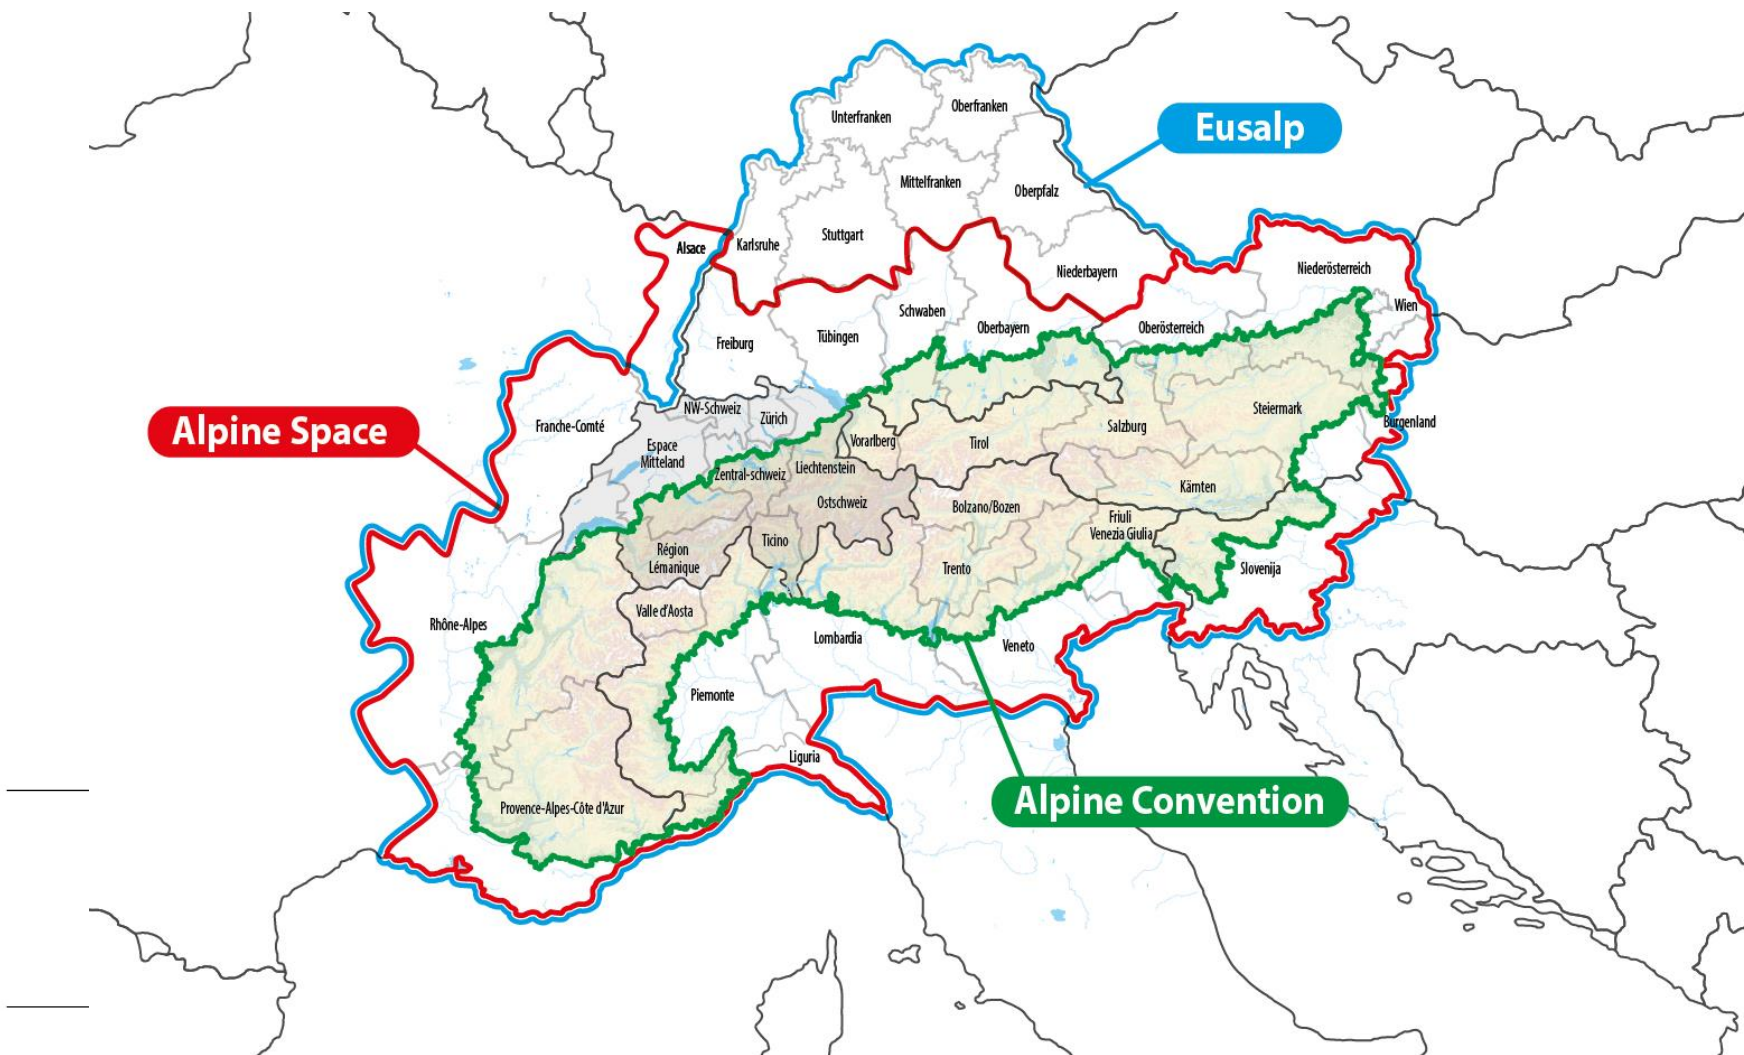 Unterfranken
Oberfranken
Eusalp
Mittelfranken
Oberpfalz
Alsace
Karlsruhe
Stuttgart
Niederbayern
Niederösterreich
Wien
Schwaben
Oberbayern
Oberösterreich
Freiburg
Tübingen
Alpine Space
Franche-Comté
NW-Schweiz
Zürich
Espace
Mitteland
Vorarlberg
Tirol
Salzburg
Steiermark
Burgenland
Zentral-schweiz
Liechtenstein
Ostschweiz
Bolzano/Bozen
Kärnten
Friuli
Venezia Giulia
Région
Lémanique
Ticino
Trento
Slovenija
Valle d'Aosta
Rhône-Alpes
Lombardia
Veneto
Piemonte
Liguria
Provence-Alpes-Côte d'Azur
Alpine Convention